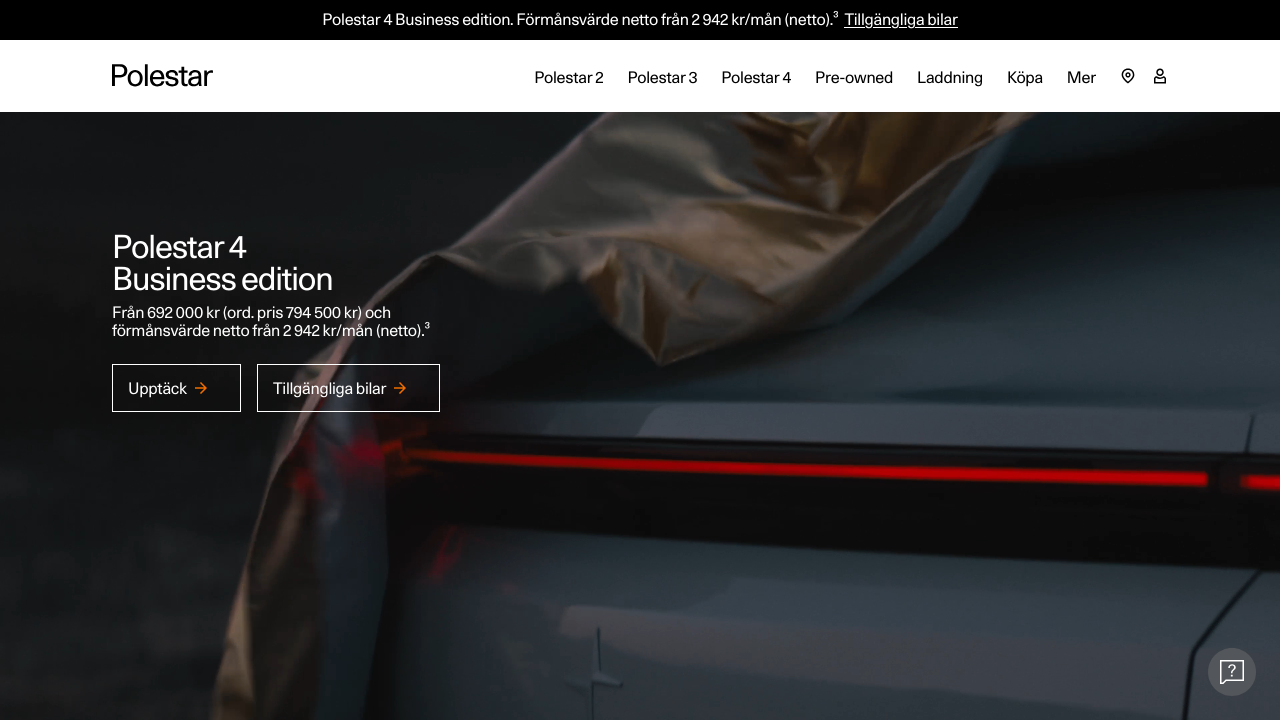 Polestar 4 Business edition. Förmånsvärde netto från 2 942 kr/mån (netto).³ Tillgängliga bilar
Polestar
Polestar 2 Polestar 3 Polestar 4 Pre-owned Laddning Köpa Mer
Polestar 4
Business edition
Från 692 000 kr (ord. pris 794 500 kr) och
förmånsvärde netto från 2 942 kr/mån (netto).³
Upptäck → Tillgängliga bilar →
?